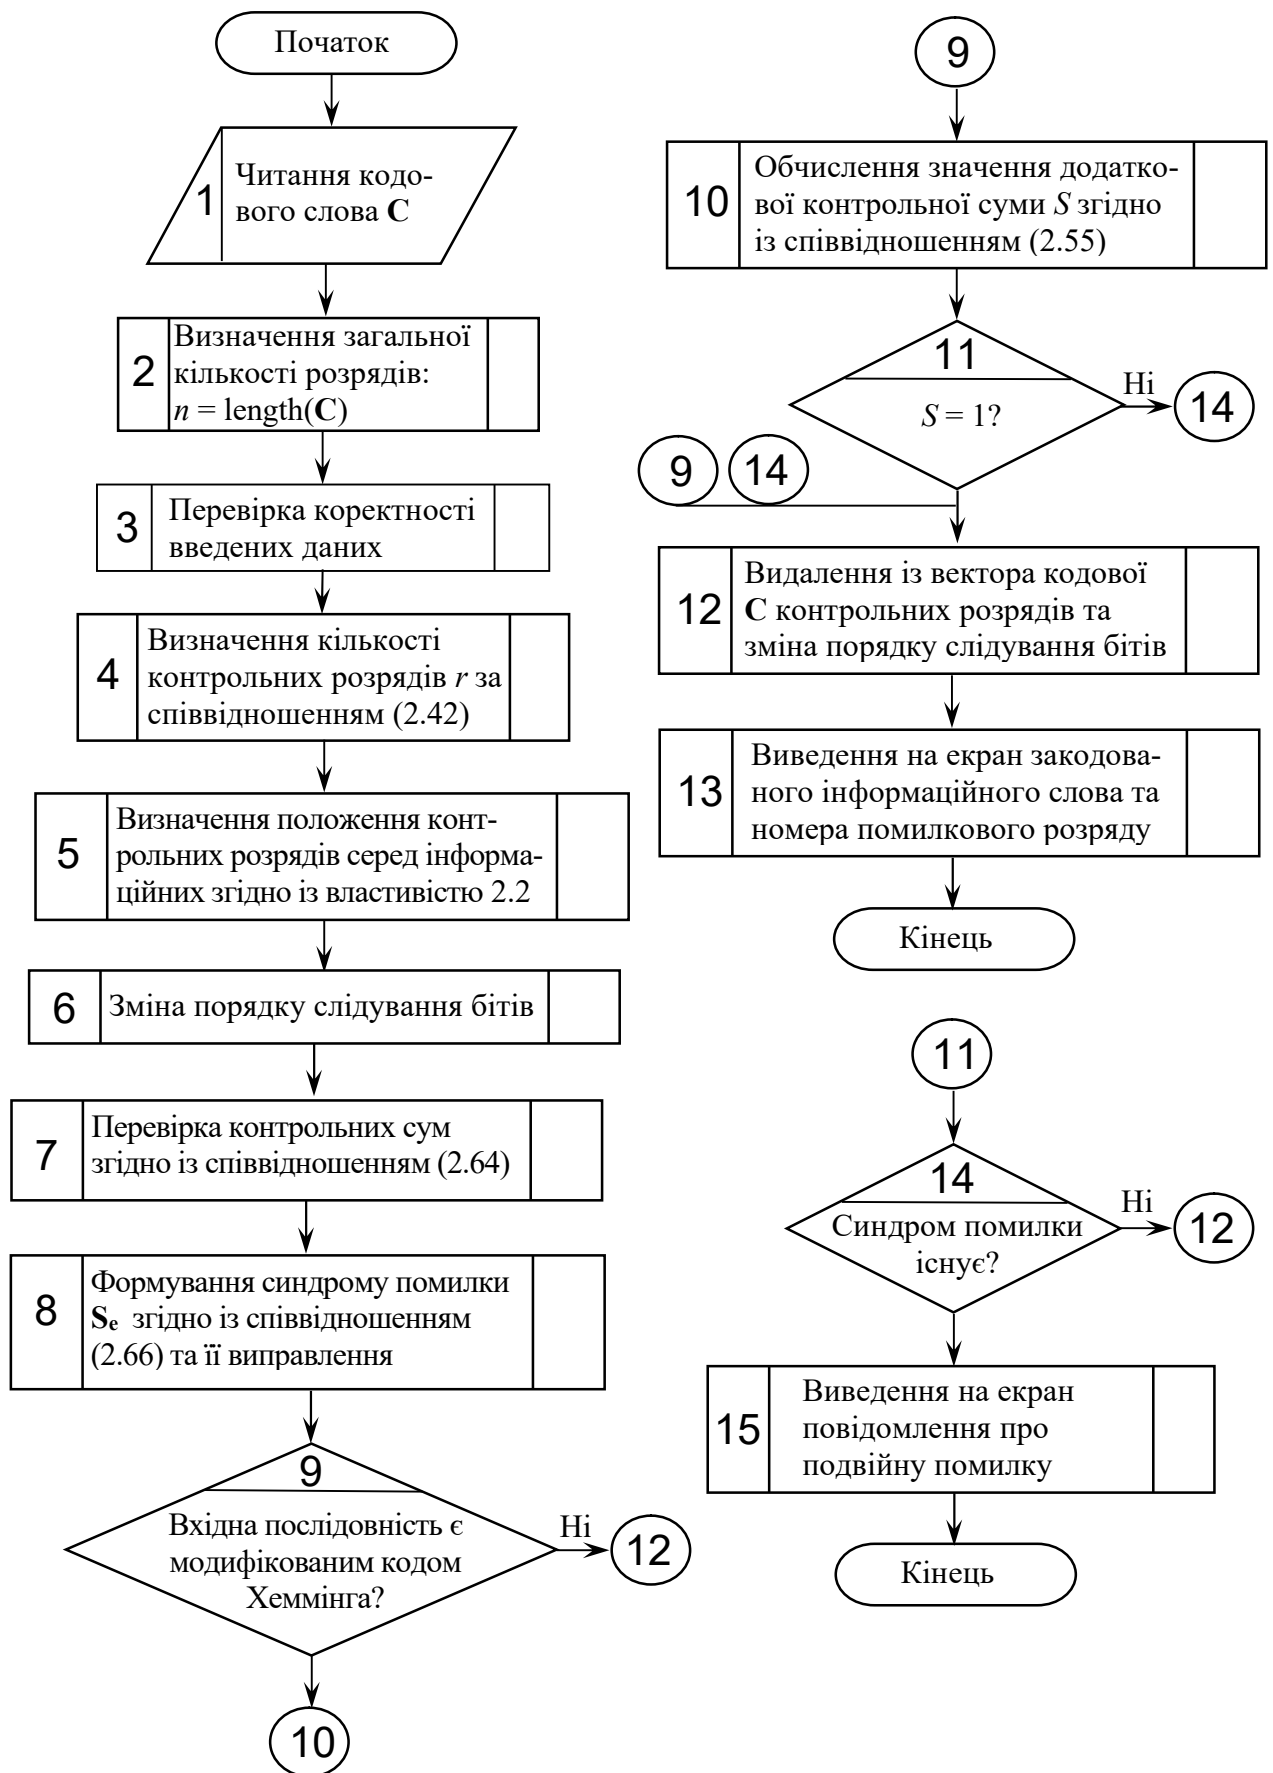 Початок
1
Читання кодо-
вого слова C
2
Визначення загальної
кількості розрядів:
n = length(C)
3
Перевірка коректності
введених даних
4
Визначення кількості
контрольних розрядів r за
співвідношенням (2.42)
5
Визначення положення конт-
рольних розрядів серед інформа-
ційних згідно із властивістю 2.2
6
Зміна порядку слідування бітів
7
Перевірка контрольних сум
згідно із співвідношенням (2.64)
8
Формування синдрому помилки
Se згідно із співвідношенням
(2.66) та її виправлення
9
Вхідна послідовність є
модифікованим кодом
Хеммінга?
Ні
12
10
9
10
Обчислення значення додатко-
вої контрольної суми S згідно
із співвідношенням (2.55)
11
S = 1?
Ні
14
9
14
12
Видалення із вектора кодової
C контрольних розрядів та
зміна порядку слідування бітів
13
Виведення на екран закодова-
ного інформаційного слова та
номера помилкового розряду
Кінець
11
14
Синдром помилки
існує?
Ні
12
15
Виведення на екран
повідомлення про
подвійну помилку
Кінець